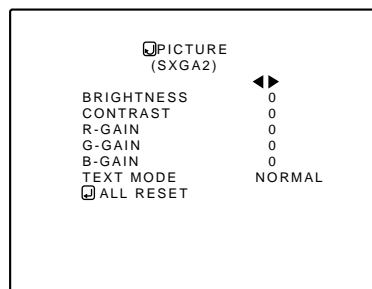 PICTURE
(SXGA2)
BRIGHTNESS 0
CONTRAST 0
R-GAIN 0
G-GAIN 0
B-GAIN 0
TEXT MODE NORMAL
ALL RESET